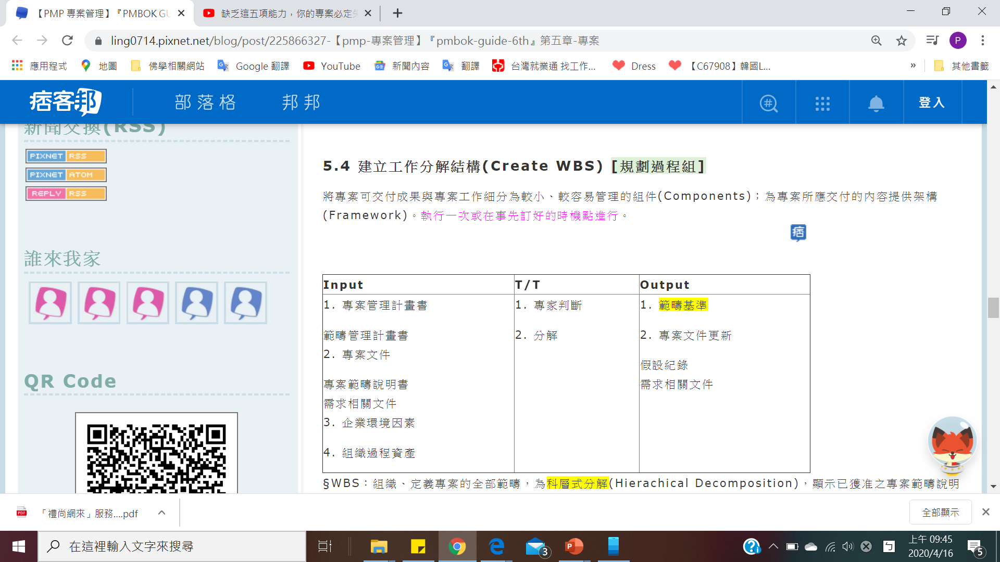 【PMP 專案管理】『PMBOK GU
缺乏這五項能力，你的專案必定失
ling0714.pixnet.net/blog/post/225866327-【pmp-專案管理】『pmbok-guide-6th』第五章-專案
P
應用程式
地圖
佛學相關網站
Google 翻譯
YouTube
新聞內容
翻譯
台灣就業通 找工作...
Dress
【C67908】韓國L...
»
其他書籤
痞客邦
部落格
邦邦
登入
新聞交換(RSS)
PIXNET RSS
PIXNET ATOM
REPLY RSS
誰來我家
QR Code
5.4 建立工作分解結構(Create WBS) [規劃過程組]
將專案可交付成果與專案工作細分為較小、較容易管理的組件(Components)；為專案所應交付的內容提供架構
(Framework)。執行一次或在事先訂好的時機點進行。
痞
Input
T/T
Output
1. 專案管理計畫書
範疇管理計畫書
2. 專案文件
專案範疇說明書
需求相關文件
3. 企業環境因素
4. 組織過程資產
1. 專家判斷
2. 分解
1. 範疇基準
2. 專案文件更新
假設紀錄
需求相關文件
§WBS：組織、定義專案的全部範疇，為科層式分解(Hierachical Decomposition)，顯示已獲准之專案範疇說明
PDF
「禮尚網來」服務....pdf
全部顯示
在這裡輸入文字來搜尋
3
ㄅ
上午 09:45
2020/4/16
5